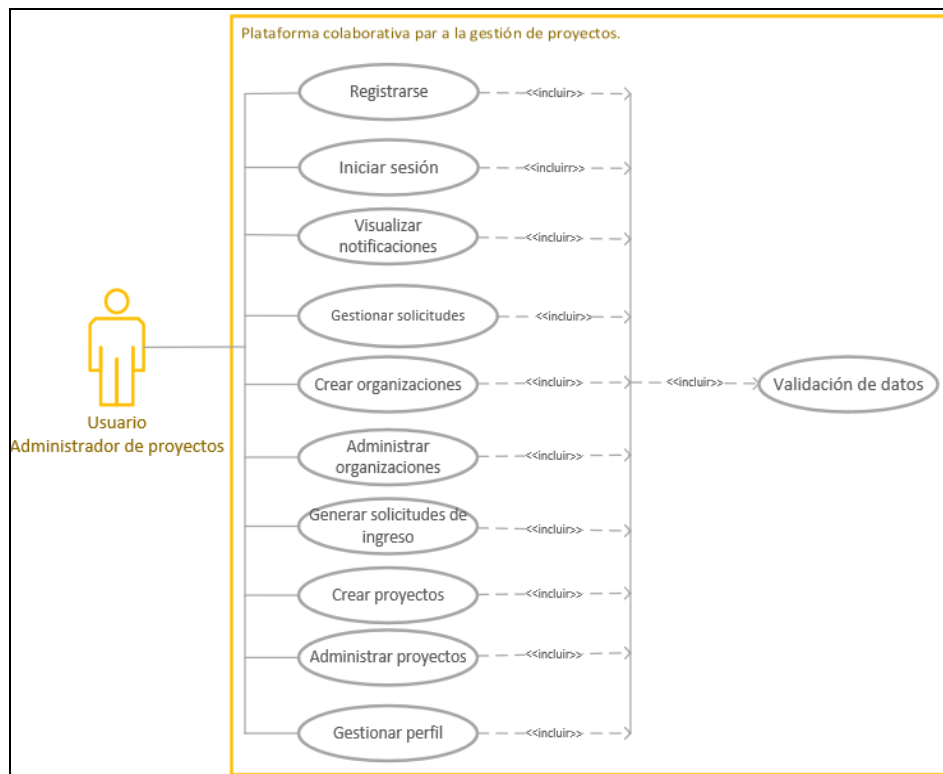 Plataforma colaborativa par a la gestión de proyectos.
Registrarse
<<incluir>>
Iniciar sesión
<<incluirr>>
Visualizar
notificaciones
<<incluir>>
Gestionar solicitudes
<<incluir>>
Crear organizaciones
<<incluir>>
<<incluir>>
Validación de datos
Usuario
Administrador de proyectos
Administrar
organizaciones
<<incluir>>
Generar solicitudes de
ingreso
<<incluir>>
Crear proyectos
<<incluir>>
Administrar proyectos
<<incluir>>
Gestionar perfil
<<incluir>>